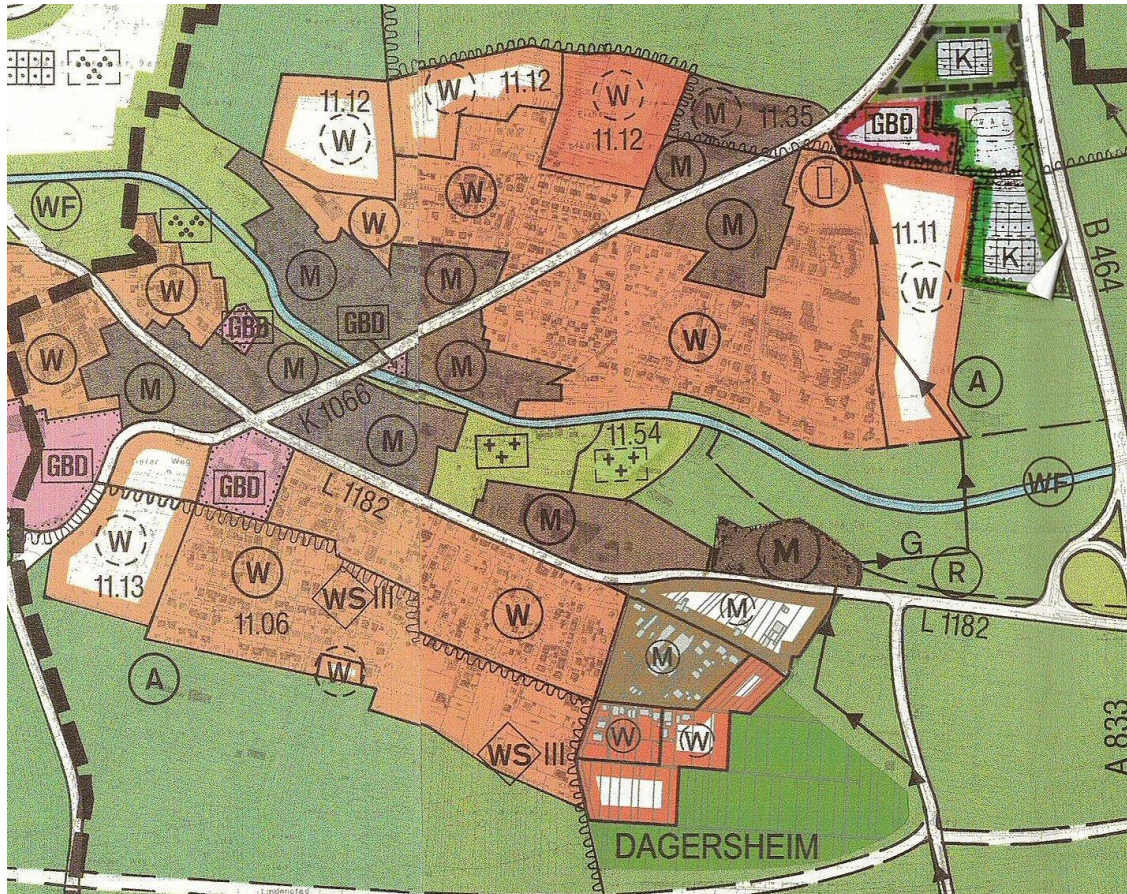 K
11.12
W
11.12
W
W
11.12
M
11.35
GBD
M
WF
W
W
M
11.11
K
B 464
M
M
W
W
GBD
GBD
W
A
W
M
M
M
K 1066
M
11.54
GBD
GBD
L 1182
WF
M
W
11.13
W
11.06
WS III
M
G
R
W
M
L 1182
A
W
M
A 833
WS III
W
W
DAGERSHEIM